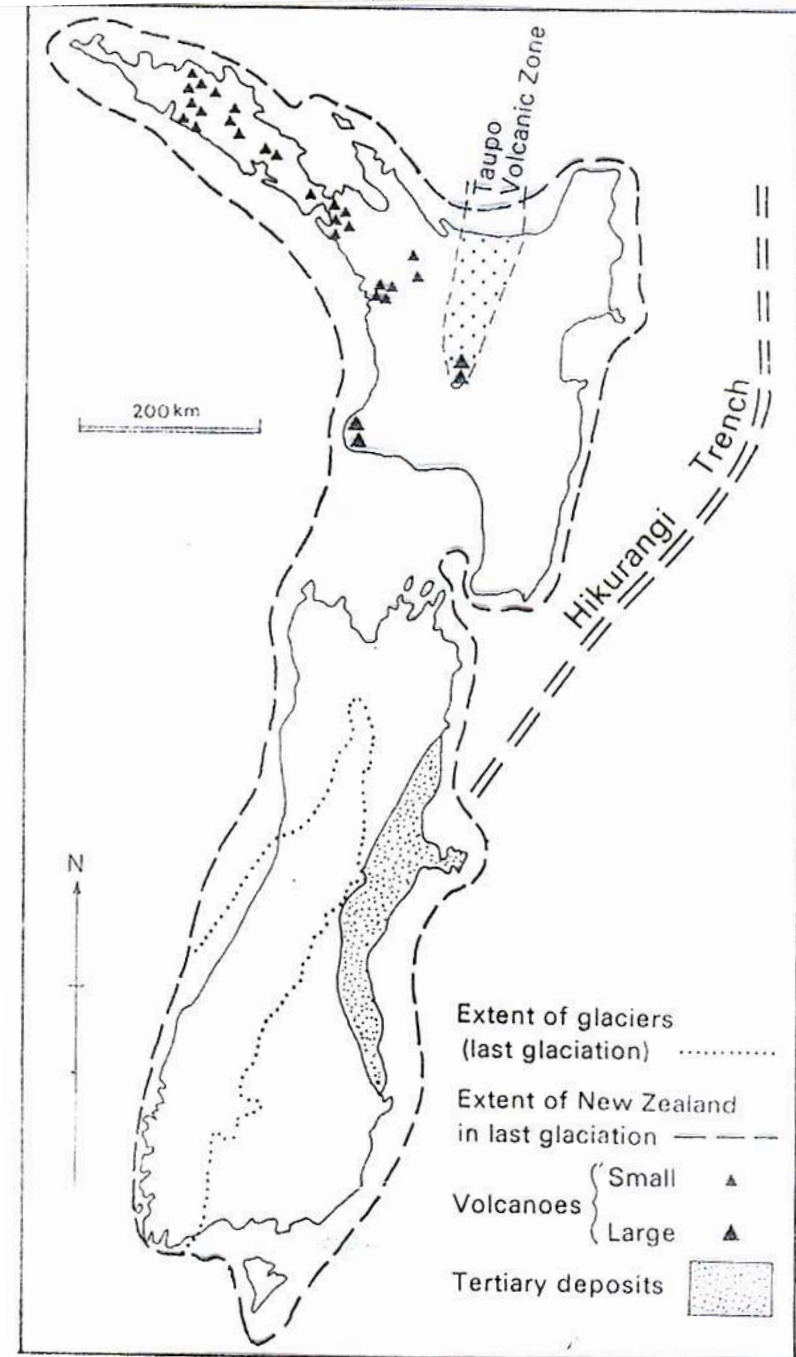 Taupo
Volcanic Zone
200 km
Hikurangi Trench
N
Extent of glaciers
(last glaciation)
Extent of New Zealand
in last glaciation
Volcanoes
Small
Large
Tertiary deposits